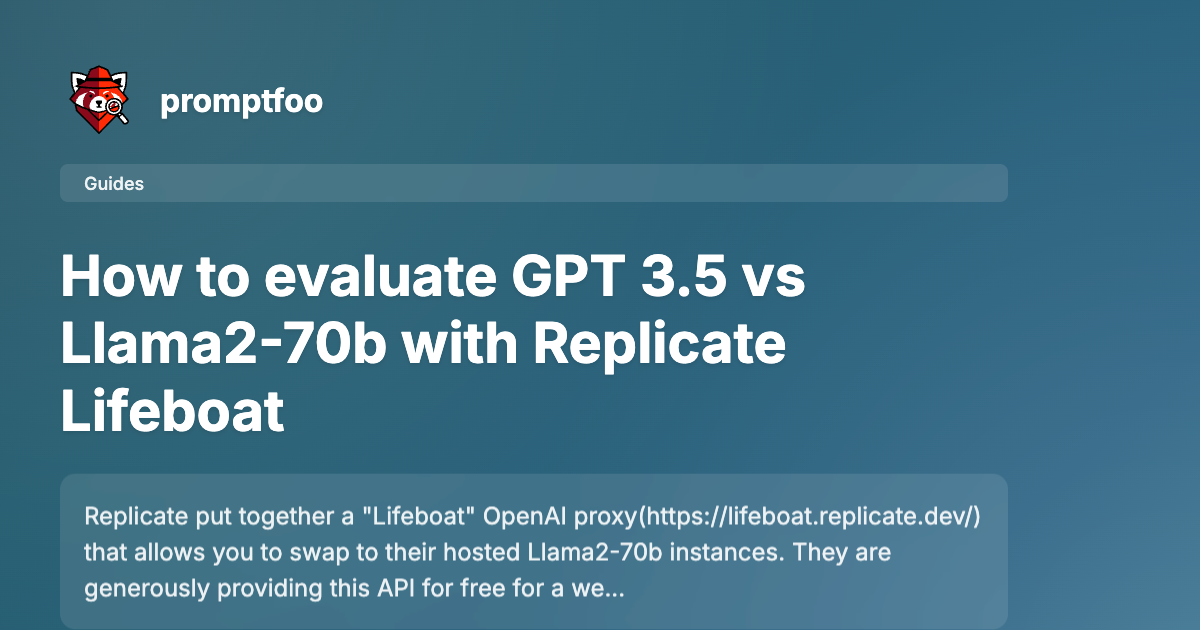 promptfoo
Guides
How to evaluate GPT 3.5 vs
Llama2-70b with Replicate
Lifeboat
Replicate put together a "Lifeboat" OpenAI proxy(https://lifeboat.replicate.dev/)
that allows you to swap to their hosted Llama2-70b instances. They are
generously providing this API for free for a we...